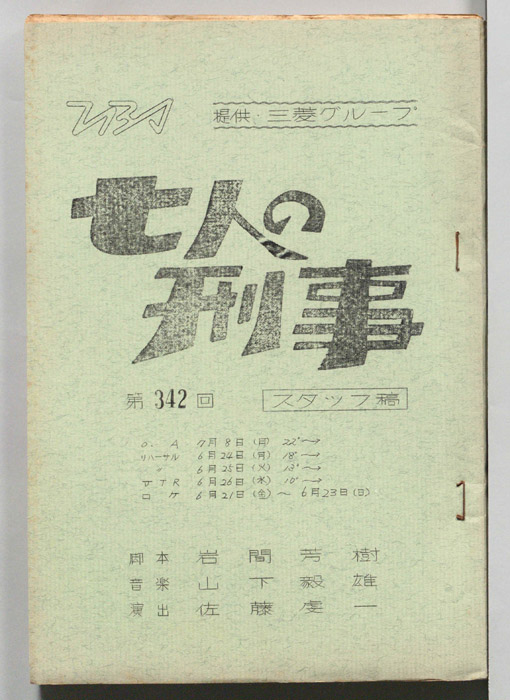 提供・三菱グループ
七人の
刑事
第342回 スタッフ稿
O.A 7月8日(月) 22°~
リハーサル 6月24日(月) 18°~
〃 6月25日(火) 13°~
VTR 6月26日(水) 10°~
ロケ 6月21日(金)~6月23日(日)
脚本 岩間芳樹
音楽 山下毅雄
演出 佐藤虔一